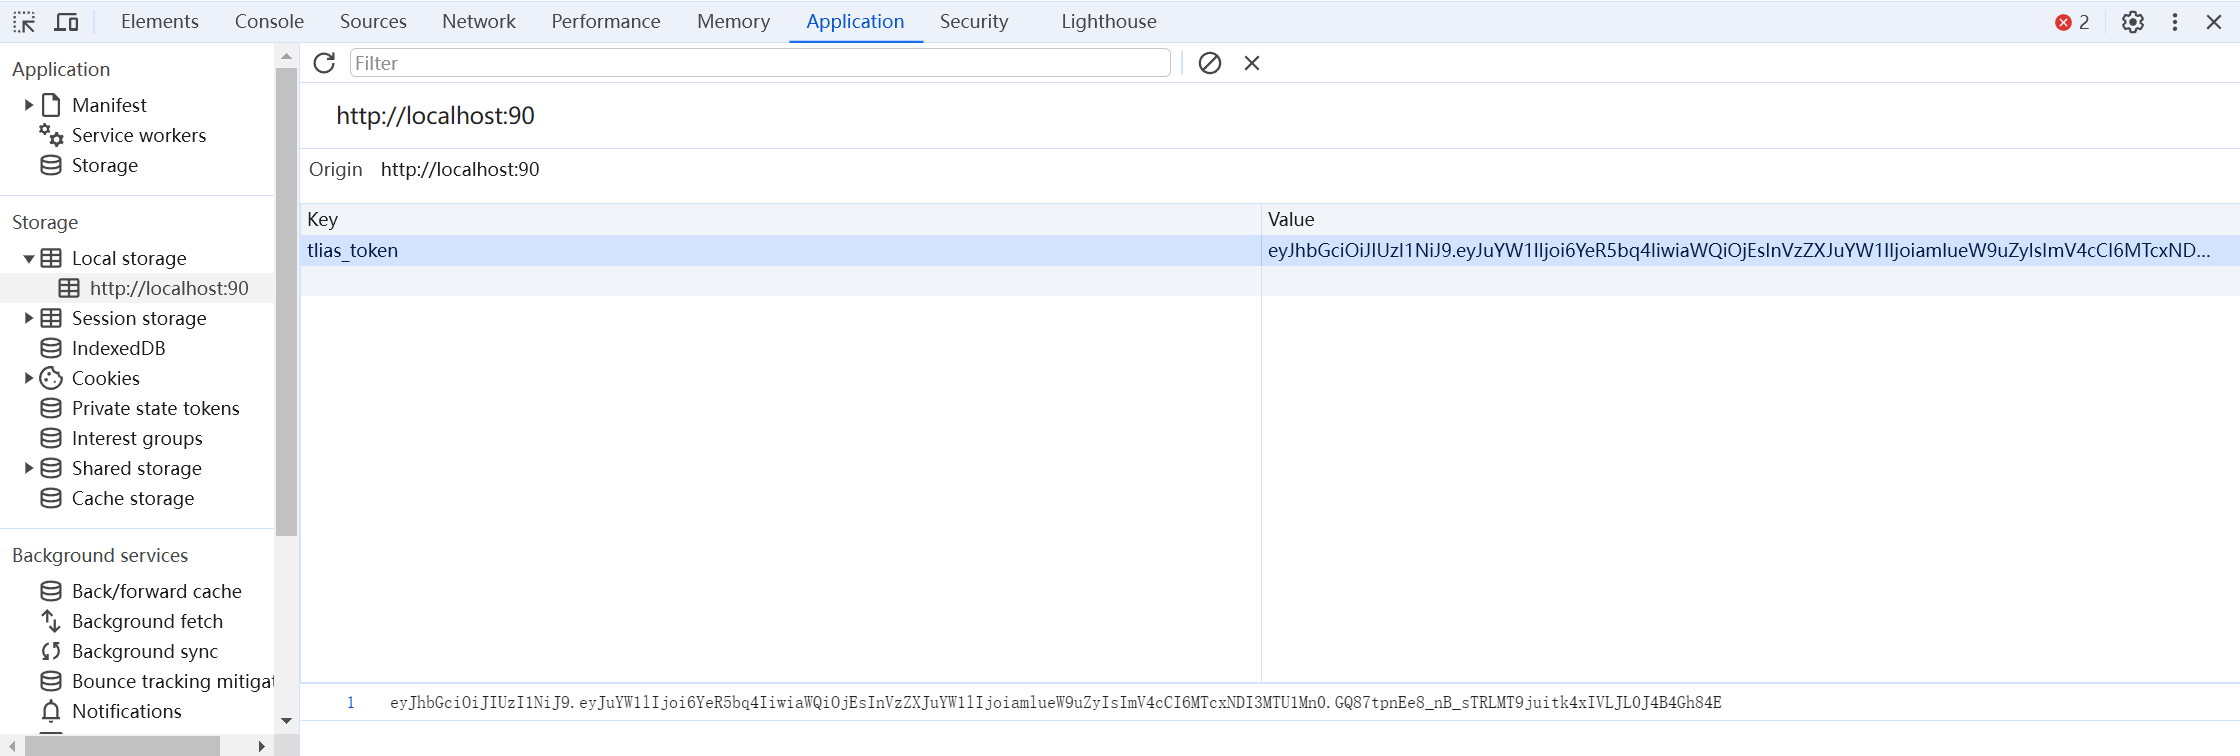 Elements Console Sources Network Performance Memory Application Security Lighthouse 2
Application
Manifest
Service workers
Storage
Storage
Local storage
http://localhost:90
Session storage
IndexedDB
Cookies
Private state tokens
Interest groups
Shared storage
Cache storage
Background services
Back/forward cache
Background fetch
Background sync
Bounce tracking mitigat
Notifications
Filter
http://localhost:90
Origin http://localhost:90
Key Value
tlias_token eyJhbGciOiJIUzI1NiJ9.eyJuYW1lIjoi6YeR5bq4IiwiaWQiOjEsInVzZXJuYW1lIjoiamlueW9uZyIsImV4cCI6MTcxND...
1 eyJhbGciOiJIUzI1NiJ9.eyJuYW1lIjoi6YeR5bq4IiwiaWQiOjEsInVzZXJuYW1lIjoiamlueW9uZyIsImV4cCI6MTcxNDI3MTU1Mn0.GQ87tpnEe8_nB_sTRLMT9juitk4xIVLJL0J4B4Gh84E